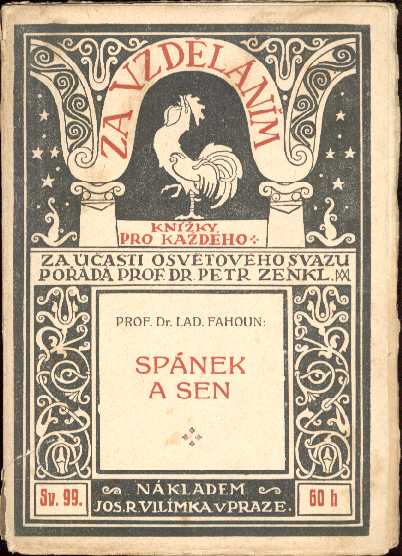 ZA VZDĚLÁNÍM
KNÍŽKY
PRO KAŽDÉHO
ZA ÚČASTI OSVĚTOVÉHO SVAZU
POŘÁDÁ PROF. DR. PETR ZENKL.
PROF. Dr. LAD. FAHOUN:
SPÁNEK
A SEN
Sv. 99.
NÁKLADEM
JOS. R. VILÍMKA V PRAZE.
60 h